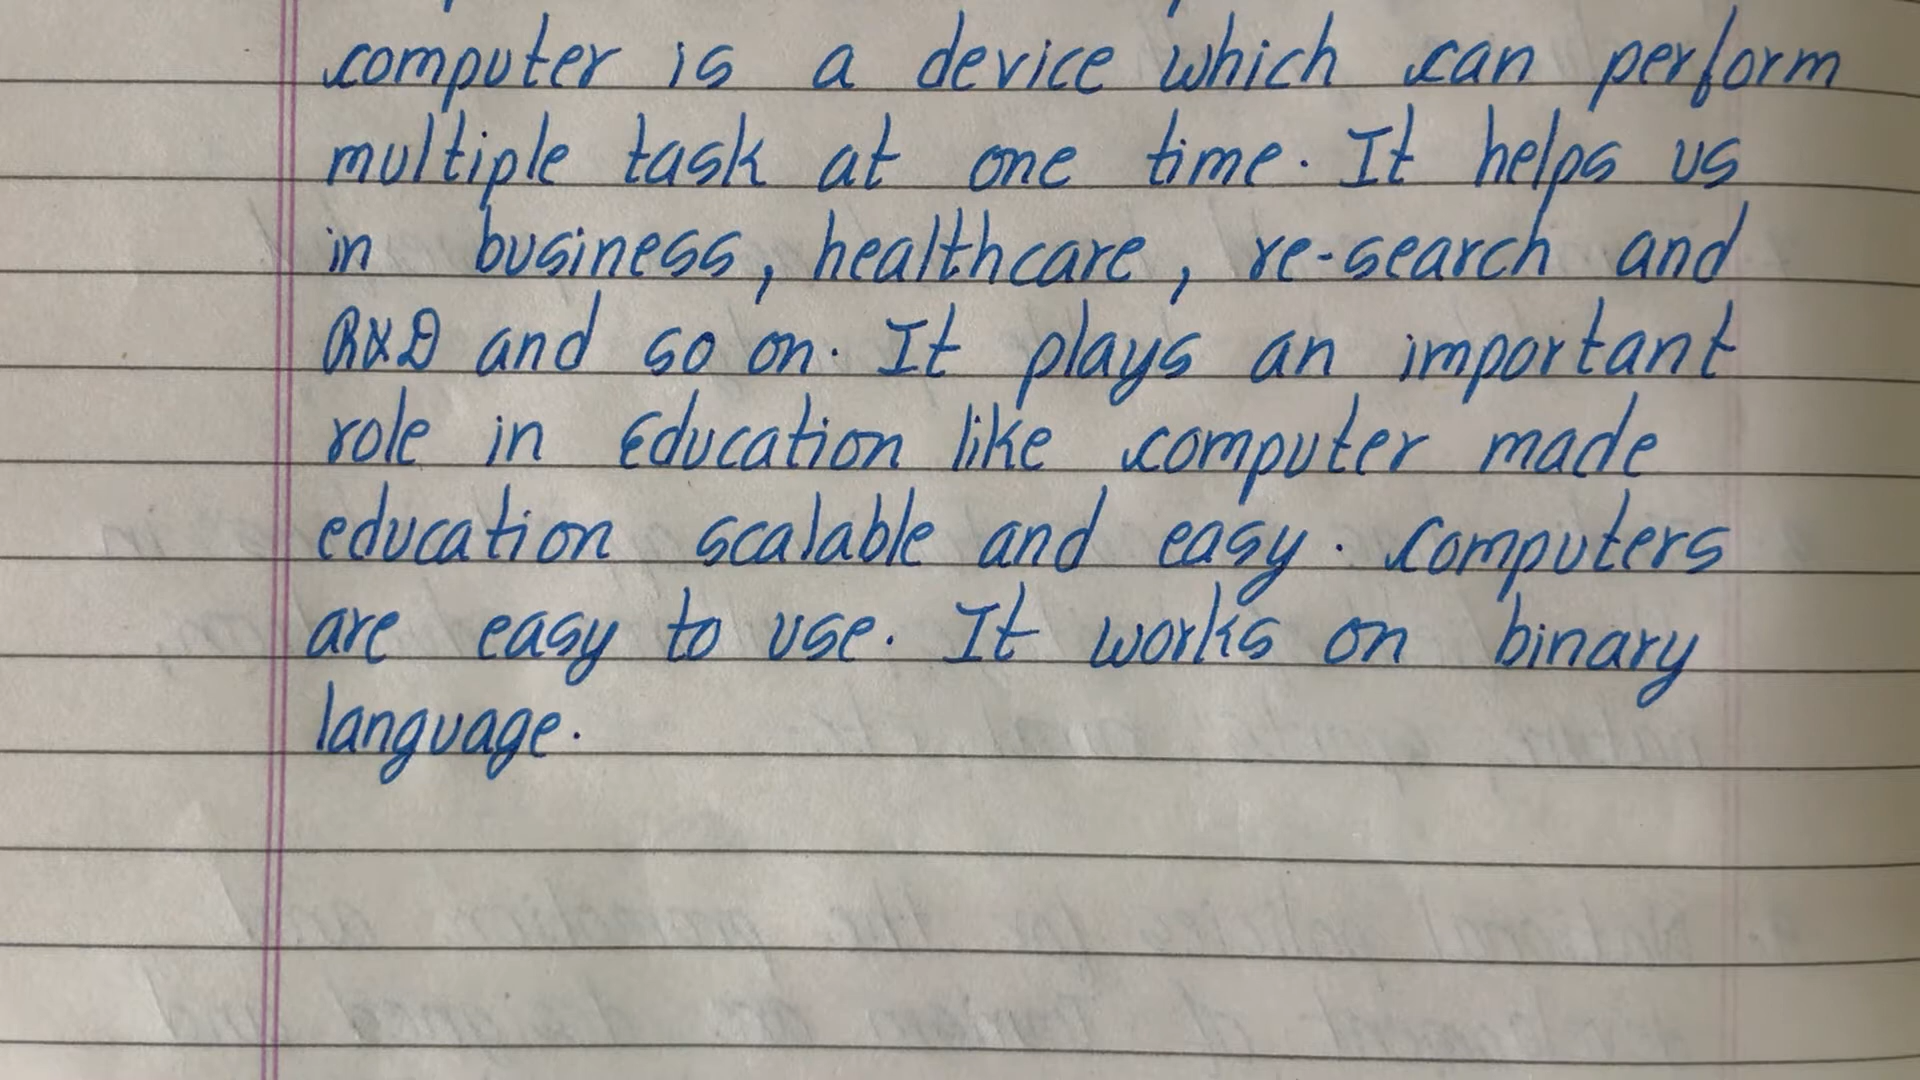 computer is a device which can perform
multiple task at one time. It helps us
in business, healthcare, re-search and
R&D and so on. It plays an important
role in Education like computer made
education scalable and easy. Computers
are easy to use. It works on binary
language.